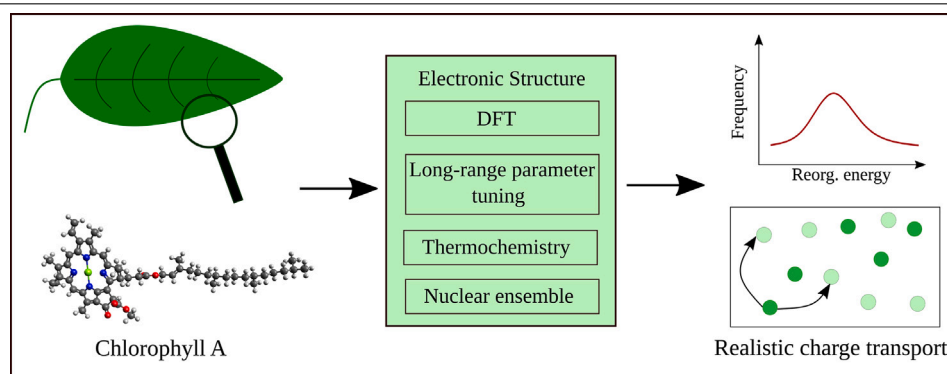 Chlorophyll A
Electronic Structure
DFT
Long-range parameter
tuning
Thermochemistry
Nuclear ensemble
Frequency
Reorg. energy
Realistic charge transport